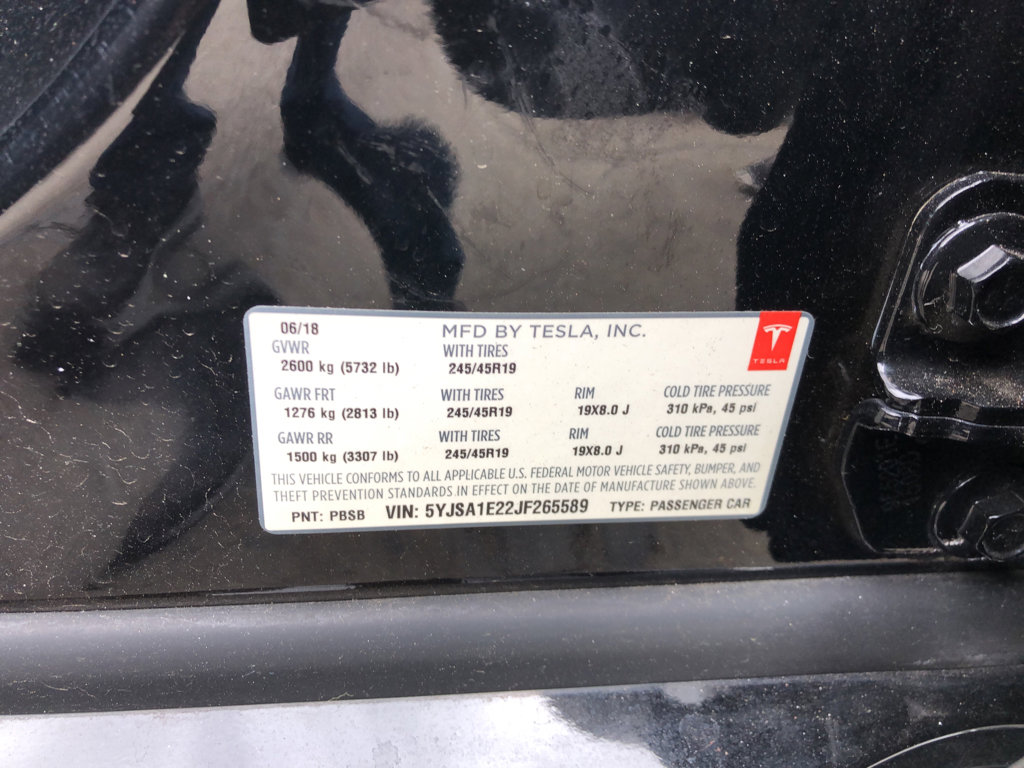 06/18 MFD BY TESLA, INC.
GVWR WITH TIRES
2600 kg (5732 lb) 245/45R19
TESLA
GAWR FRT WITH TIRES RIM COLD TIRE PRESSURE
1276 kg (2813 lb) 245/45R19 19X8.0 J 310 kPa, 45 psi
GAWR RR WITH TIRES RIM COLD TIRE PRESSURE
1500 kg (3307 lb) 245/45R19 19X8.0 J 310 kPa, 45 psi
THIS VEHICLE CONFORMS TO ALL APPLICABLE U.S. FEDERAL MOTOR VEHICLE SAFETY, BUMPER, AND
THEFT PREVENTION STANDARDS IN EFFECT ON THE DATE OF MANUFACTURE SHOWN ABOVE.
PNT: PBSB VIN: 5YJSA1E22JF265589 TYPE: PASSENGER CAR